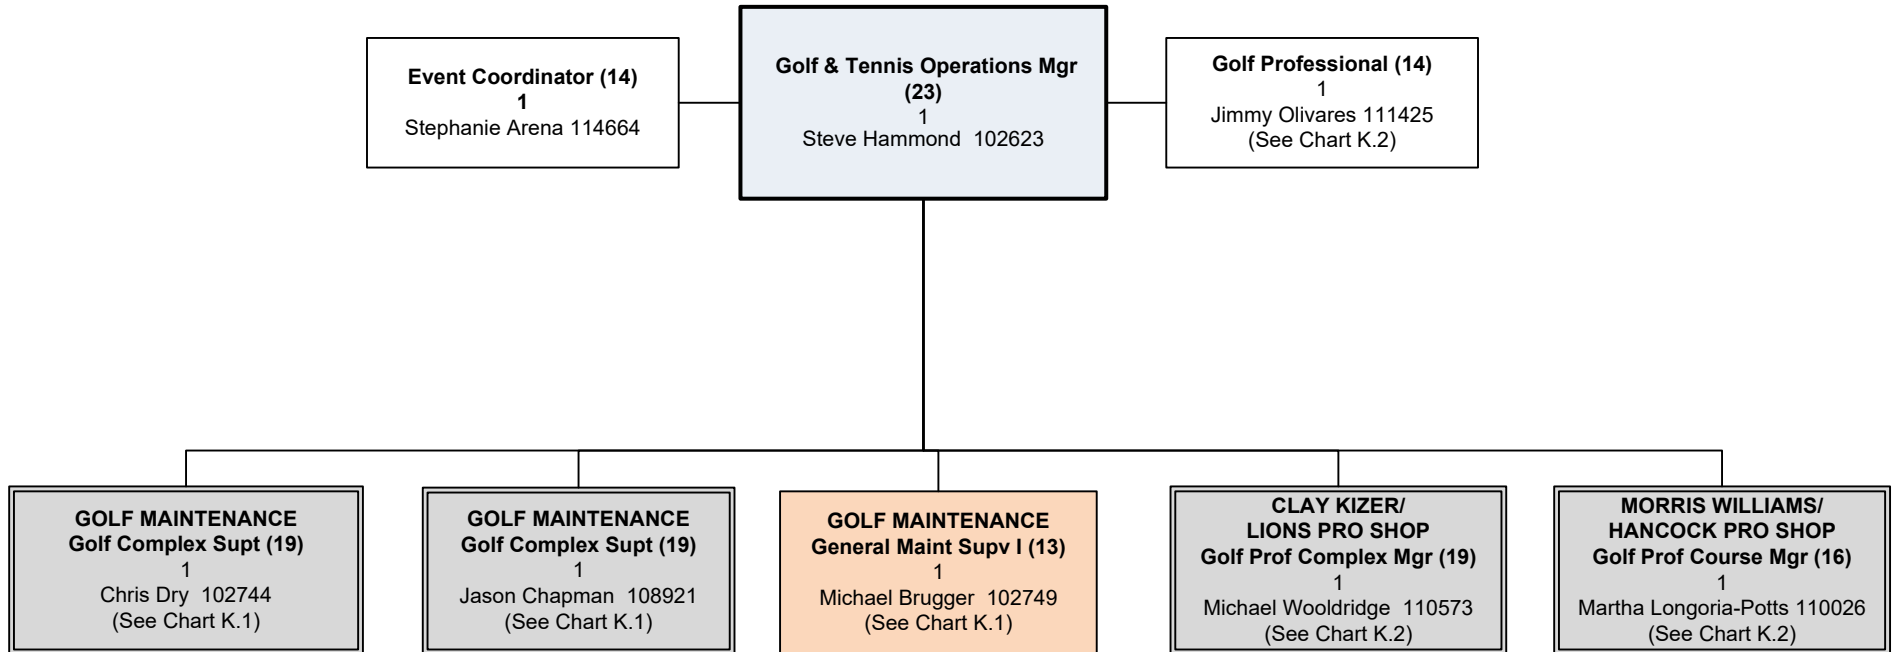 Event Coordinator (14)
1
Stephanie Arena 114664
Golf & Tennis Operations Mgr
(23)
1
Steve Hammond  102623
Golf Professional (14)
1
Jimmy Olivares 111425
(See Chart K.2)
GOLF MAINTENANCE
Golf Complex Supt (19)
1
Chris Dry  102744
(See Chart K.1)
GOLF MAINTENANCE
Golf Complex Supt (19)
1
Jason Chapman  108921
(See Chart K.1)
GOLF MAINTENANCE
General Maint Supv I (13)
1
Michael Brugger  102749
(See Chart K.1)
CLAY KIZER/
LIONS PRO SHOP
Golf Prof Complex Mgr (19)
1
Michael Wooldridge  110573
(See Chart K.2)
MORRIS WILLIAMS/
HANCOCK PRO SHOP
Golf Prof Course Mgr (16)
1
Martha Longoria-Potts 110026
(See Chart K.2)